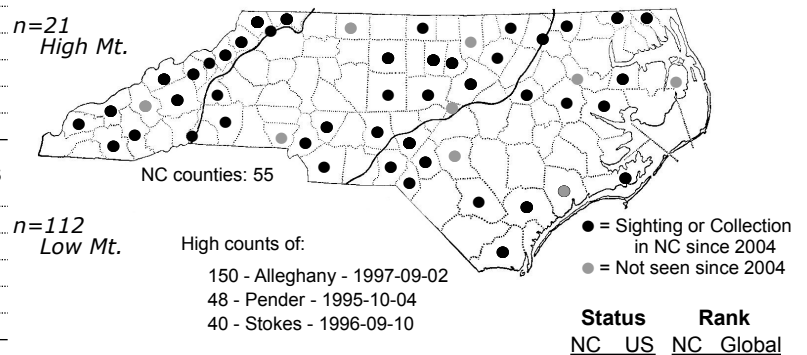 n=21
High Mt.
NC counties: 55
n=112
Low Mt.
High counts of:
150 - Alleghany - 1997-09-02
48 - Pender - 1995-10-04
40 - Stokes - 1996-09-10
= Sighting or Collection
in NC since 2004
= Not seen since 2004
Status Rank
NC US NC Global